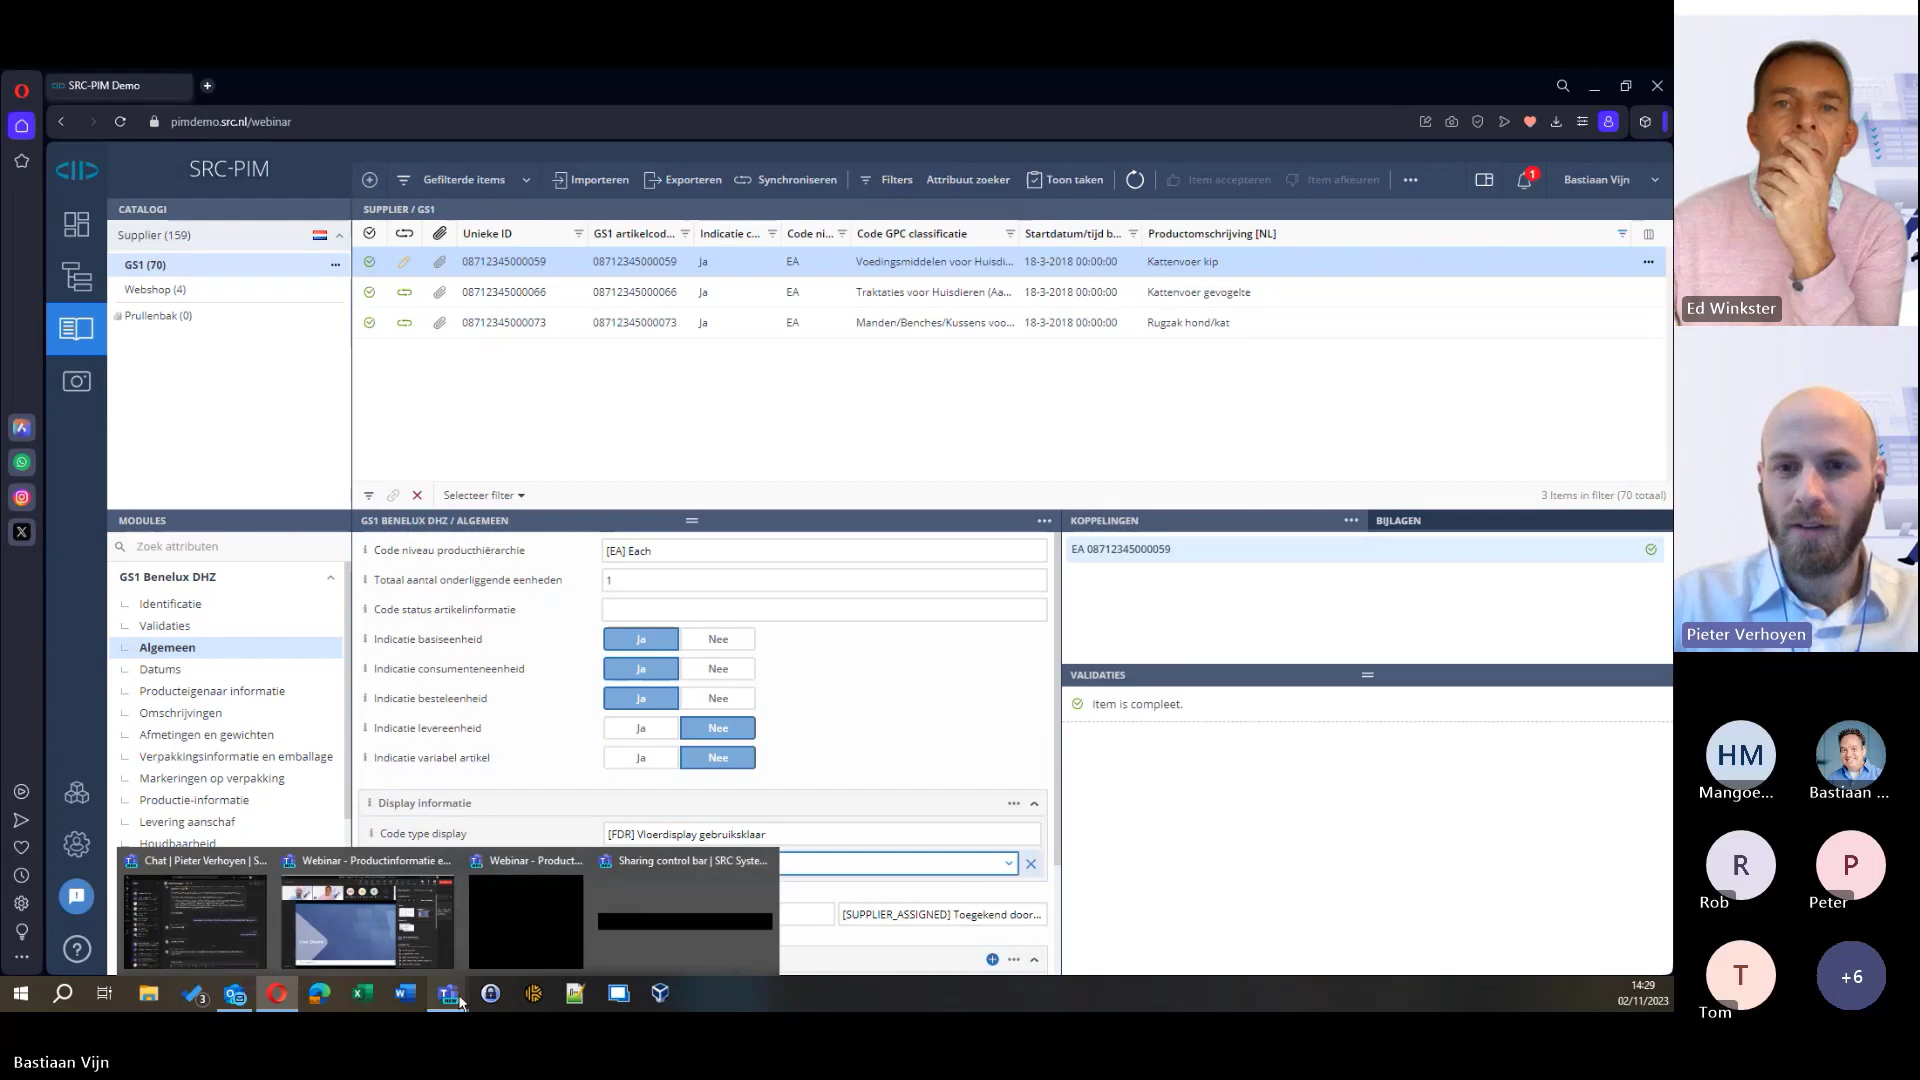 SRC-PIM Demo
pimdemo.src.nl/webinar
SRC-PIM
Gefilterde items
Importeren
Exporteren
Synchroniseren
Filters
Attribuut zoeker
Toon taken
Item accepteren
Item afkeuren
1
Bastiaan Vijn
CATALOGI
Supplier (159)
GS1 (70)
Webshop (4)
Prullenbak (0)
SUPPLIER / GS1
Unieke ID GS1 artikelcod... Indicatie c... Code ni... Code GPC classificatie Startdatum/tijd b... Productomschrijving [NL]
08712345000059 08712345000059 Ja EA Voedingsmiddelen voor Huisdi... 18-3-2018 00:00:00 Kattenvoer kip
08712345000066 08712345000066 Ja EA Traktaties voor Huisdieren (Aa... 18-3-2018 00:00:00 Kattenvoer gevogelte
08712345000073 08712345000073 Ja EA Manden/Benches/Kussens voo... 18-3-2018 00:00:00 Rugzak hond/kat
Selecteer filter
3 Items in filter (70 totaal)
MODULES
Zoek attributen
GS1 Benelux DHZ
Identificatie
Validaties
Algemeen
Datums
Producteigenaar informatie
Omschrijvingen
Afmetingen en gewichten
Verpakkingsinformatie en emballage
Markeringen op verpakking
Productie-informatie
Levering aanschaf
Houdbaarheid
GS1 BENELUX DHZ / ALGEMEEN
Code niveau producthiërarchie [EA] Each
Totaal aantal onderliggende eenheden 1
Code status artikelinformatie
Indicatie basiseenheid Ja Nee
Indicatie consumenteneenheid Ja Nee
Indicatie besteleenheid Ja Nee
Indicatie levereenheid Ja Nee
Indicatie variabel artikel Ja Nee
Display informatie
Code type display [FDR] Vloerdisplay gebruiksklaar
[SUPPLIER_ASSIGNED] Toegekend door...
KOPPELINGEN
BIJLAGEN
EA 08712345000059
VALIDATIES
Item is compleet.
Chat | Pieter Verhoyen | S...
Webinar - Productinformatie e...
Webinar - Product...
Sharing control bar | SRC Syste...
3
14:29
02/11/2023
Ed Winkster
Pieter Verhoyen
HM
Mangoe...
Bastiaan ...
R
Rob
P
Peter
T
Tom
+6
Bastiaan Vijn